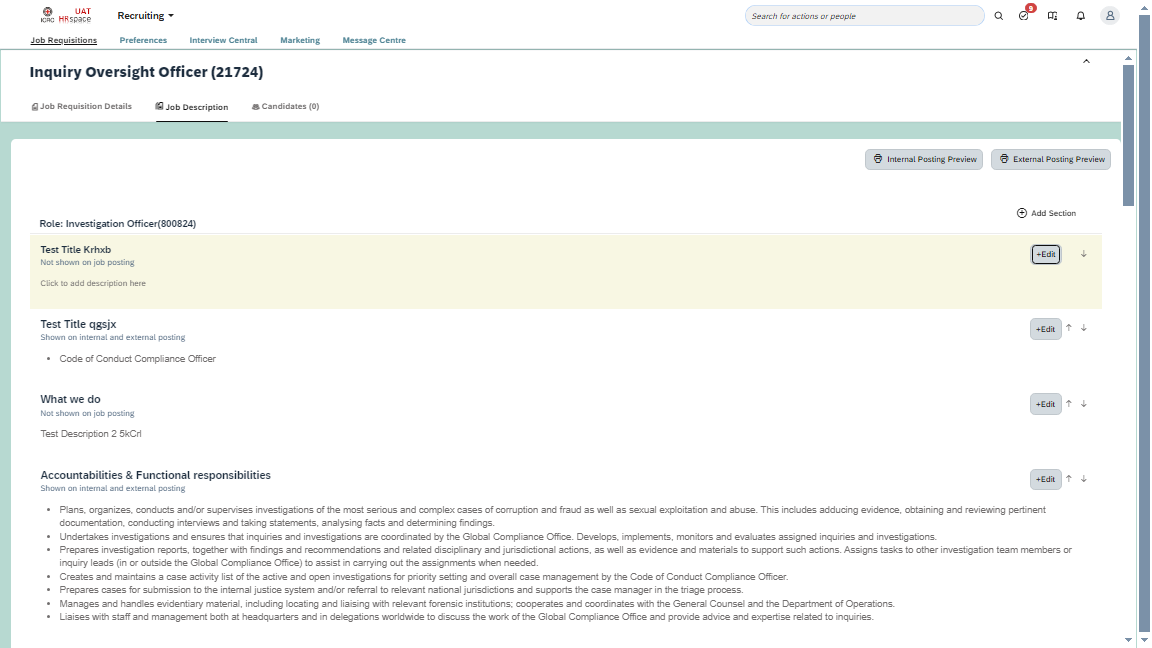 ICRC
UAT
HRspace
Recruiting
Search for actions or people
9
Job Requisitions
Preferences
Interview Central
Marketing
Message Centre
Inquiry Oversight Officer (21724)
Job Requisition Details
Job Description
Candidates (0)
Internal Posting Preview
External Posting Preview
Add Section
Role: Investigation Officer(800824)
Test Title Krhxb
+Edit
Not shown on job posting
Click to add description here
Test Title qgsjx
+Edit
Shown on internal and external posting
• Code of Conduct Compliance Officer
What we do
+Edit
Not shown on job posting
Test Description 2 5kCrl
Accountabilities & Functional responsibilities
+Edit
Shown on internal and external posting
• Plans, organizes, conducts and/or supervises investigations of the most serious and complex cases of corruption and fraud as well as sexual exploitation and abuse. This includes adducing evidence, obtaining and reviewing pertinent
documentation, conducting interviews and taking statements, analysing facts and determining findings.
• Undertakes investigations and ensures that inquiries and investigations are coordinated by the Global Compliance Office. Develops, implements, monitors and evaluates assigned inquiries and investigations.
• Prepares investigation reports, together with findings and recommendations and related disciplinary and jurisdictional actions, as well as evidence and materials to support such actions. Assigns tasks to other investigation team members or
inquiry leads (in or outside the Global Compliance Office) to assist in carrying out the assignments when needed.
• Creates and maintains a case activity list of the active and open investigations for priority setting and overall case management by the Code of Conduct Compliance Officer.
• Prepares cases for submission to the internal justice system and/or referral to relevant national jurisdictions and supports the case manager in the triage process.
• Manages and handles evidentiary material, including locating and liaising with relevant forensic institutions; cooperates and coordinates with the General Counsel and the Department of Operations.
• Liaises with staff and management both at headquarters and in delegations worldwide to discuss the work of the Global Compliance Office and provide advice and expertise related to inquiries.